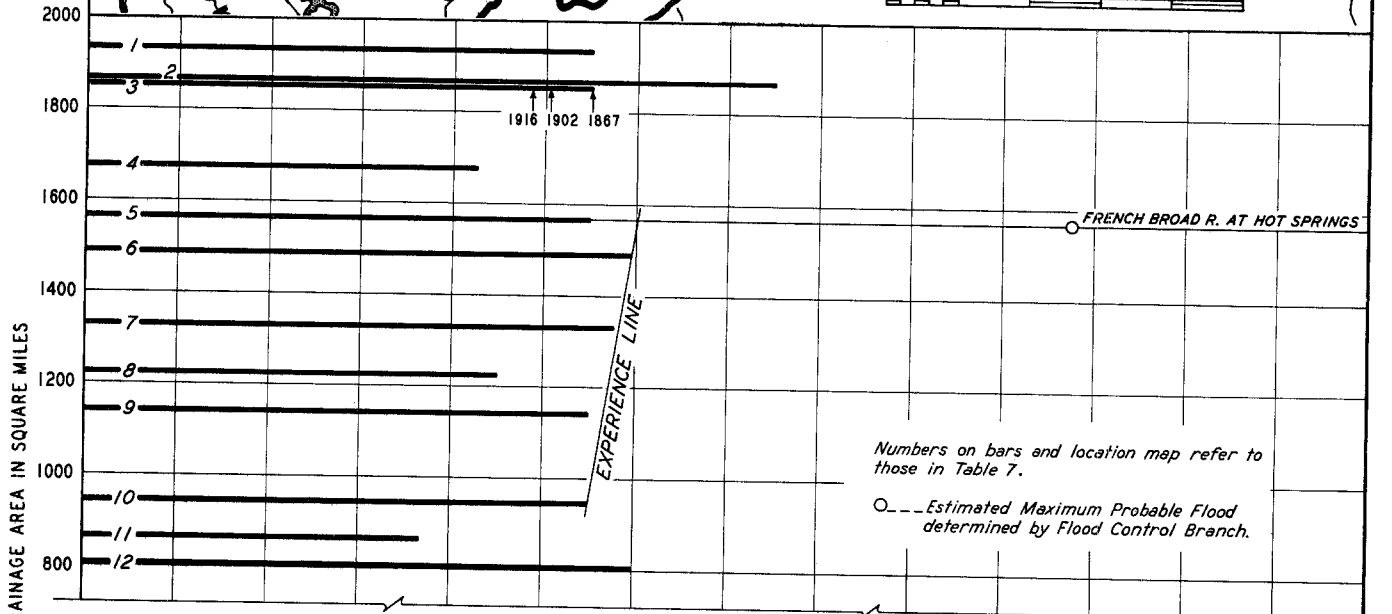 2000
1
2
3
1800
1916 1902 1867
4
1600
5
FRENCH BROAD R. AT HOT SPRINGS
6
1400
7
EXPERIENCE LINE
8
1200
9
Numbers on bars and location map refer to
those in Table 7.
1000
10
Estimated Maximum Probable Flood
determined by Flood Control Branch.
11
800
12
AINAGE AREA IN SQUARE MILES